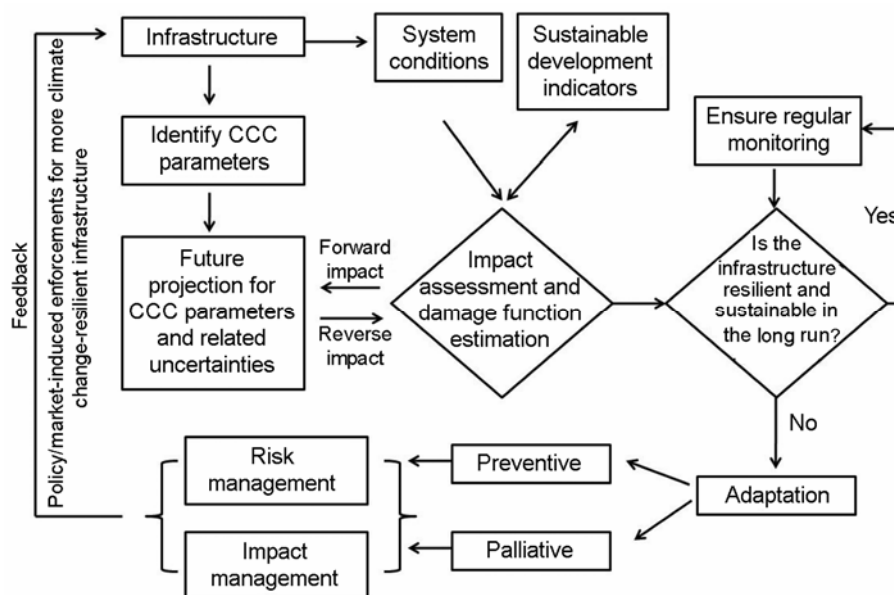 Infrastructure
System
conditions
Sustainable
development
indicators
Identify CCC
parameters
Ensure regular
monitoring
Yes
Future
projection for
CCC parameters
and related
uncertainties
Forward
impact
Reverse
impact
Impact
assessment and
damage function
estimation
Is the
infrastructure
resilient and
sustainable in
the long run?
No
Adaptation
Preventive
Palliative
Risk
management
Impact
management
Feedback
Policy/market-induced enforcements for more climate
change-resilient infrastructure